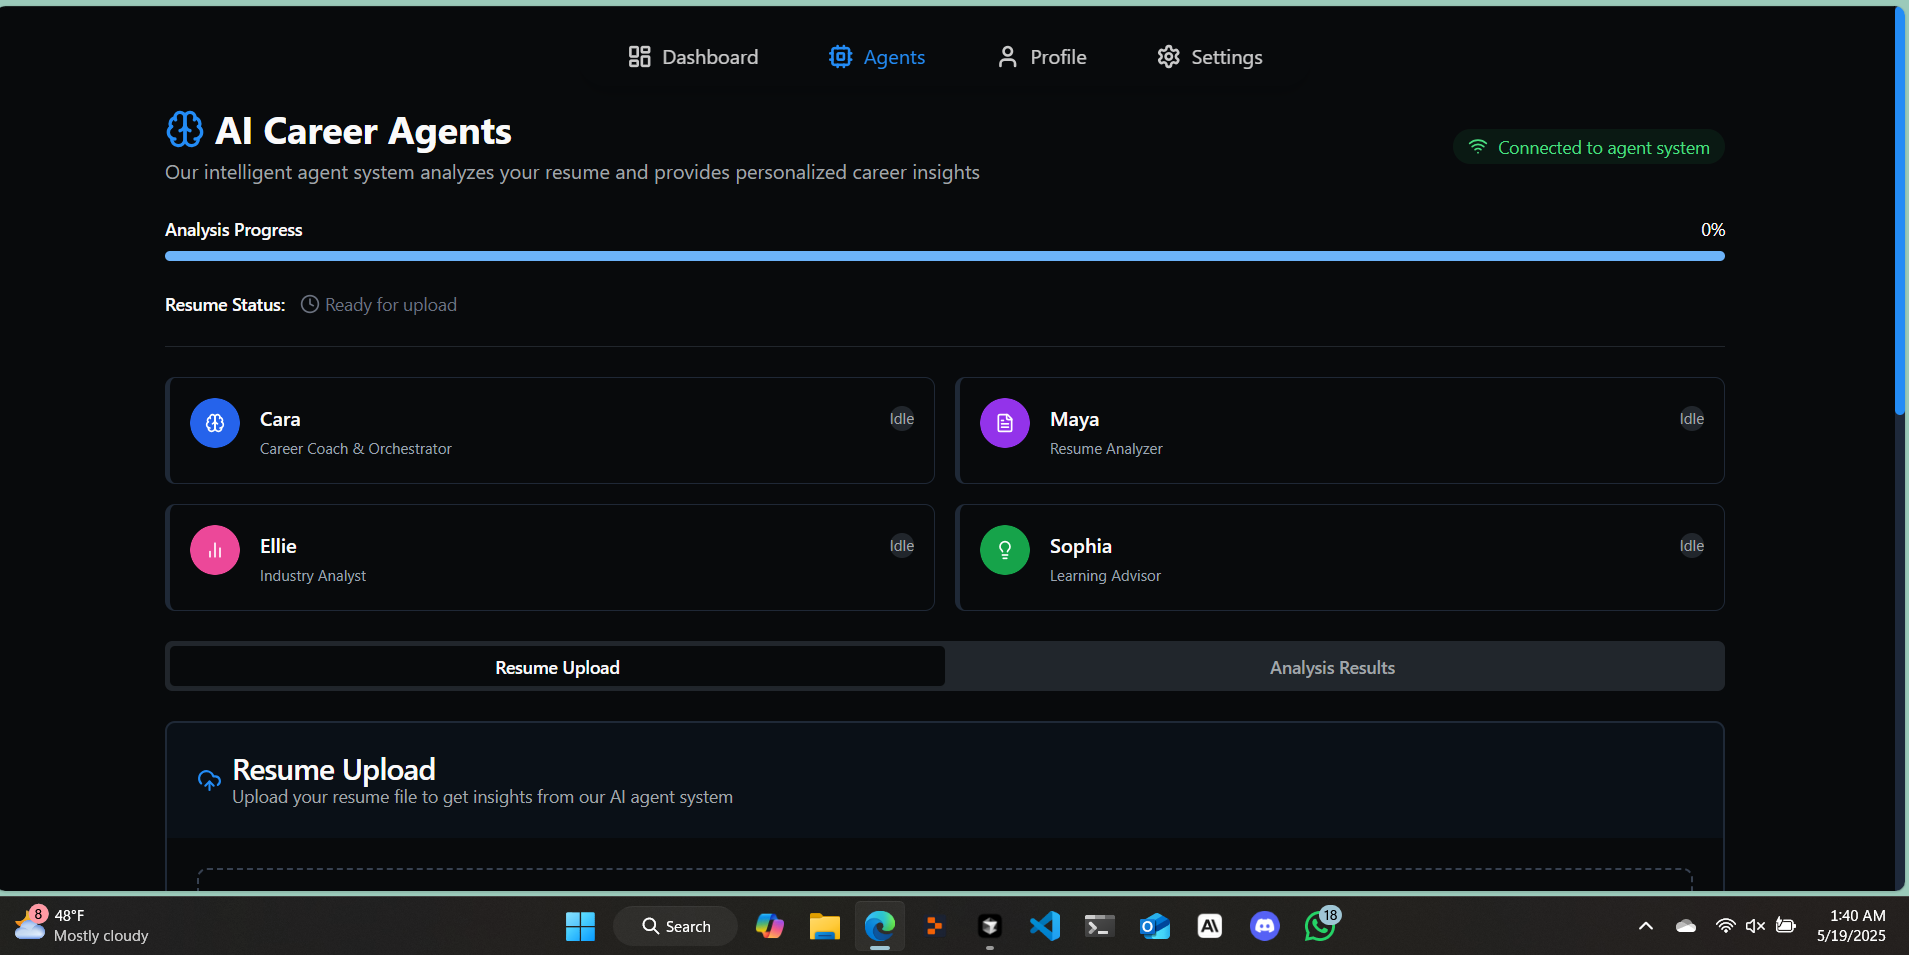 Dashboard
Agents
Profile
Settings
AI Career Agents
Our intelligent agent system analyzes your resume and provides personalized career insights
Connected to agent system
Analysis Progress
0%
Resume Status:
Ready for upload
Cara
Career Coach & Orchestrator
Idle
Maya
Resume Analyzer
Idle
Ellie
Industry Analyst
Idle
Sophia
Learning Advisor
Idle
Resume Upload
Analysis Results
Resume Upload
Upload your resume file to get insights from our AI agent system
8
48°F
Mostly cloudy
Search
18
1:40 AM
5/19/2025